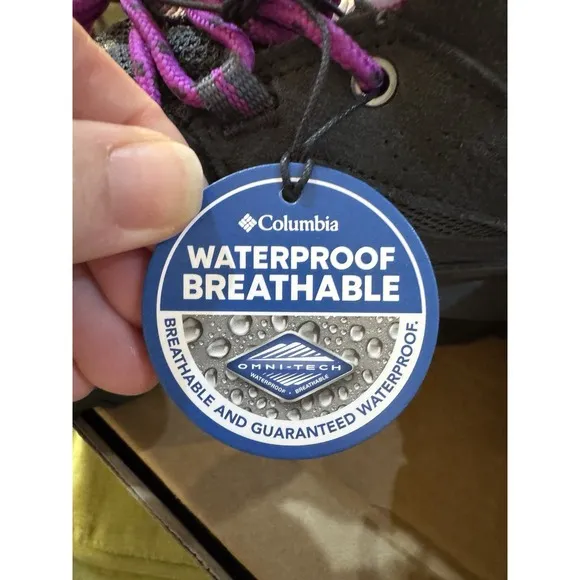 Columbia
WATERPROOF
BREATHABLE
OMNI-TECH
WATERPROOF • BREATHABLE
BREATHABLE AND GUARANTEED WATERPROOF.